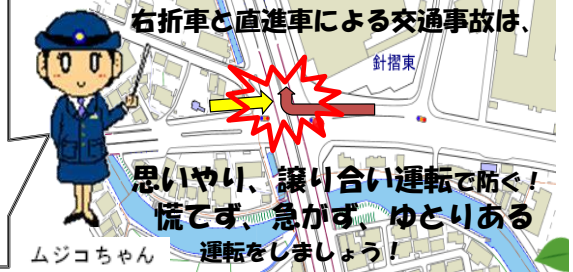 右折車と直進車による交通事故は、
針摺東
思いやり、譲り合い運転で防ぐ！
慌てず、急がず、ゆとりある
運転をしましょう！
ムジコちゃん